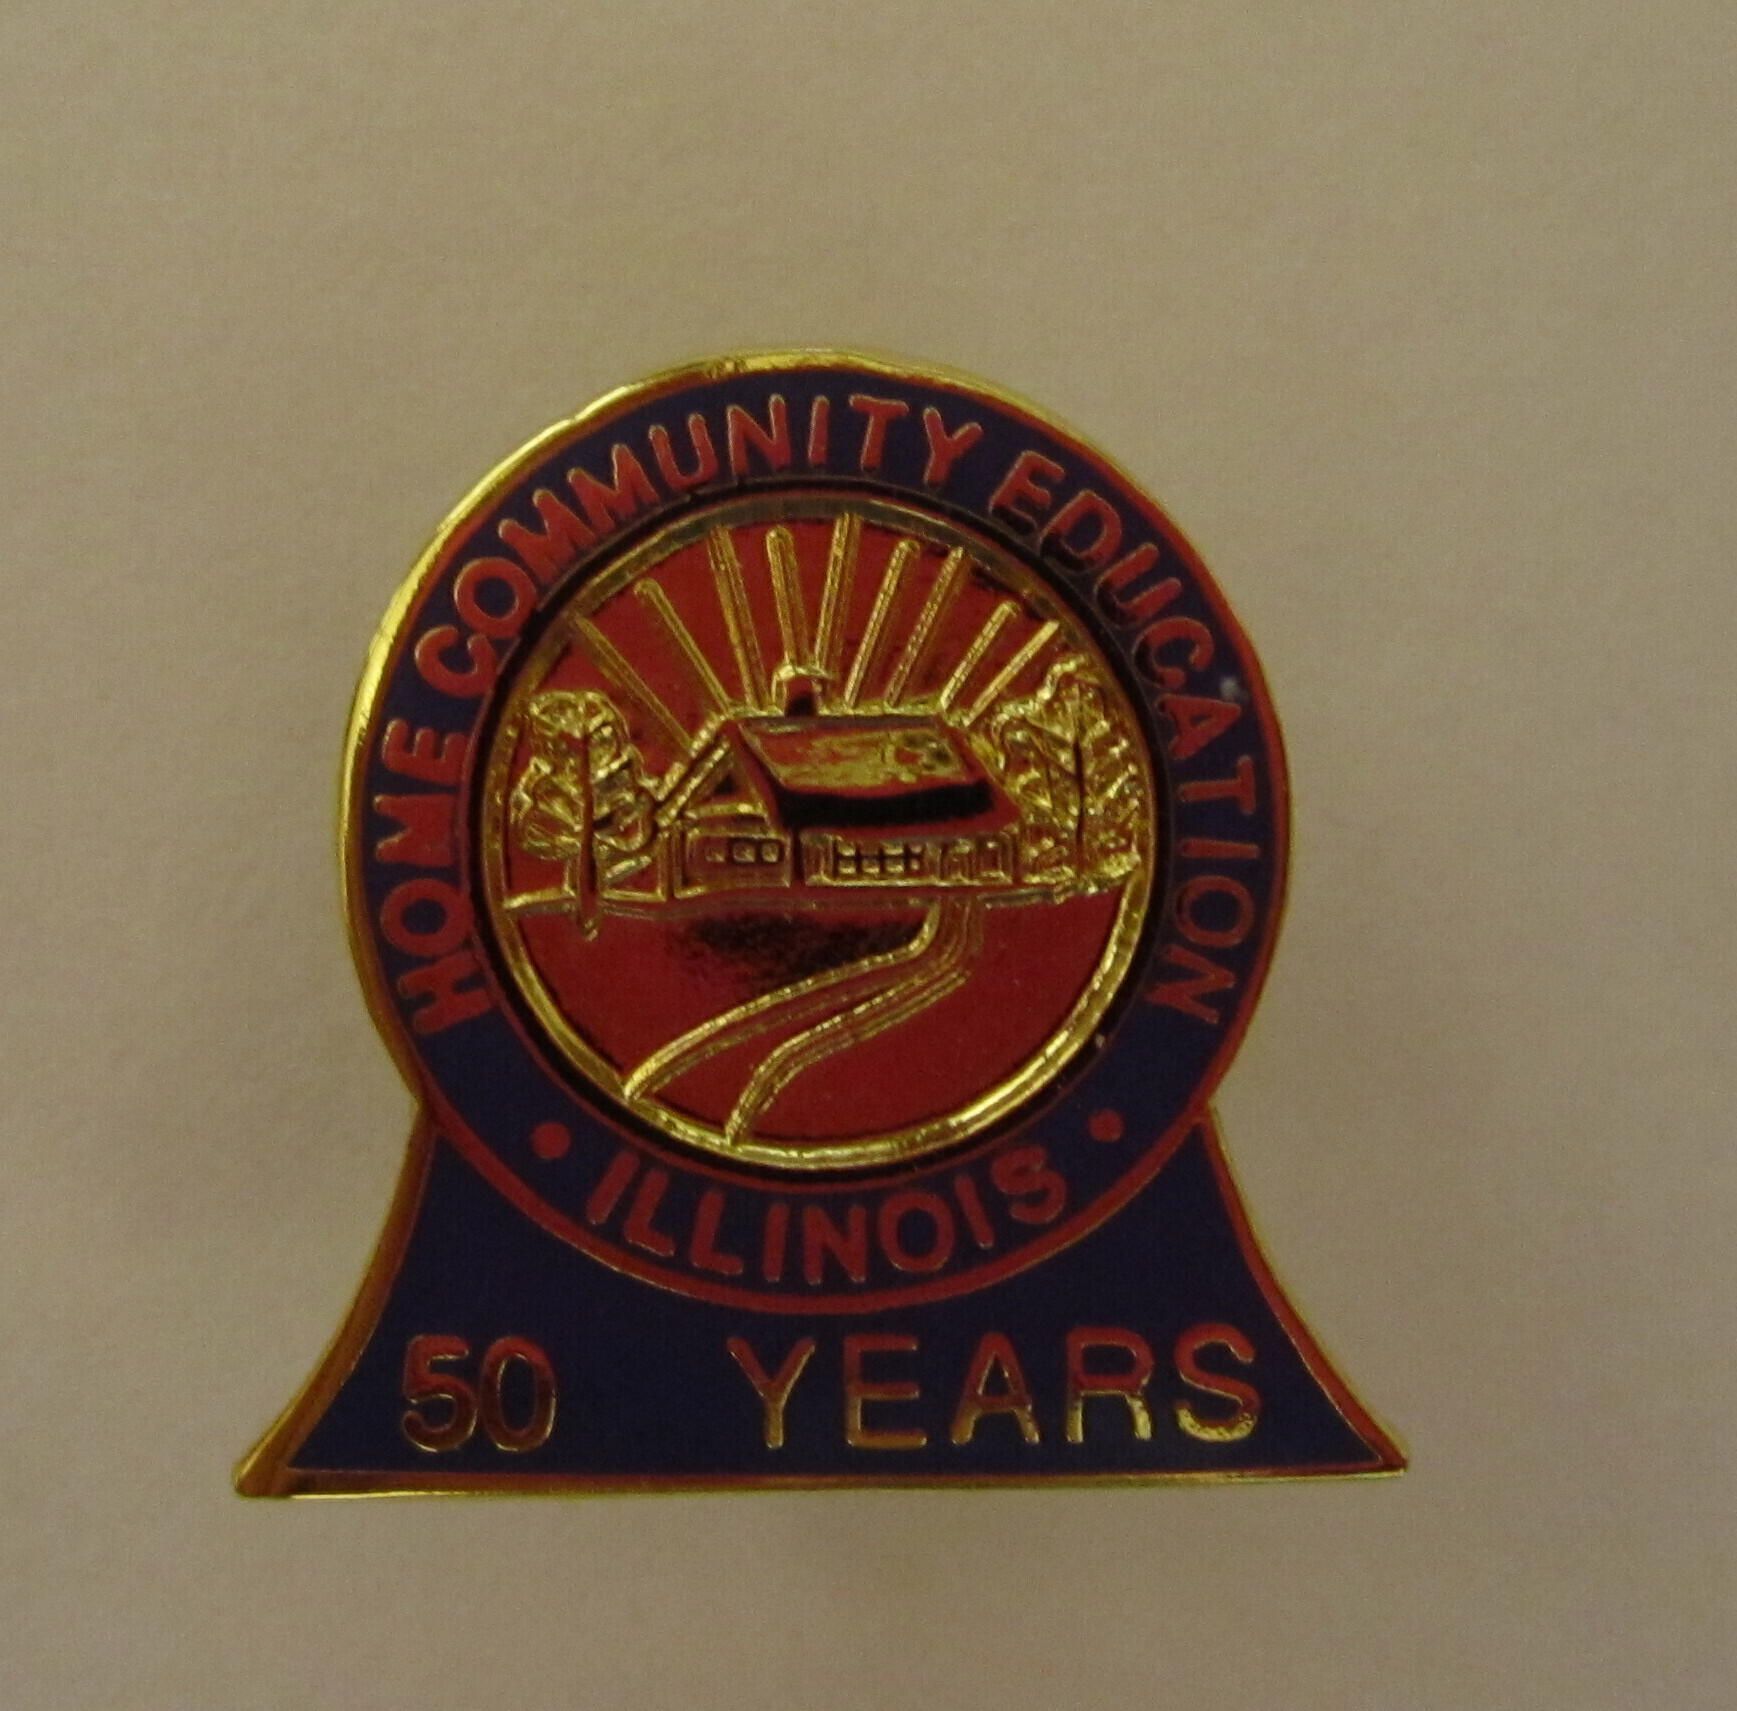 HOME COMMUNITY EDUCATION
• ILLINOIS •
50 YEARS